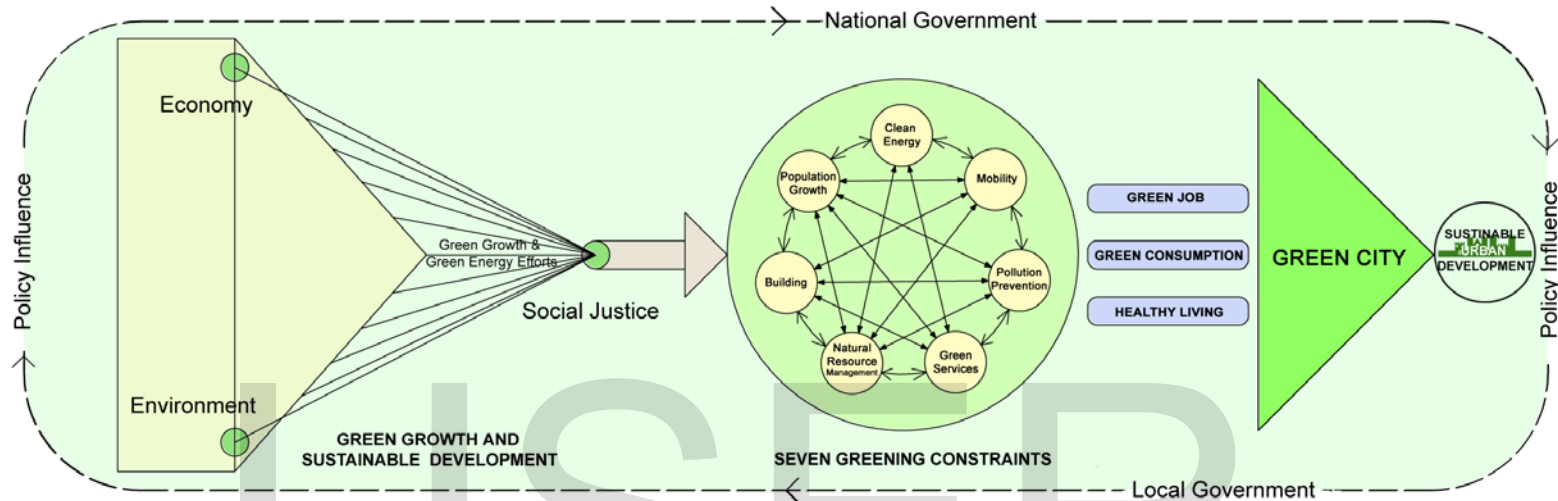 National Government
Policy Influence
Economy
Environment
Green Growth &
Green Energy Efforts
Social Justice
GREEN GROWTH AND
SUSTAINABLE DEVELOPMENT
Clean
Energy
Population
Growth
Mobility
Building
Pollution
Prevention
Natural
Resource
Management
Green
Services
SEVEN GREENING CONSTRAINTS
GREEN JOB
GREEN CONSUMPTION
HEALTHY LIVING
GREEN CITY
SUSTINABLE
URBAN
DEVELOPMENT
Policy Influence
Local Government
IJSER